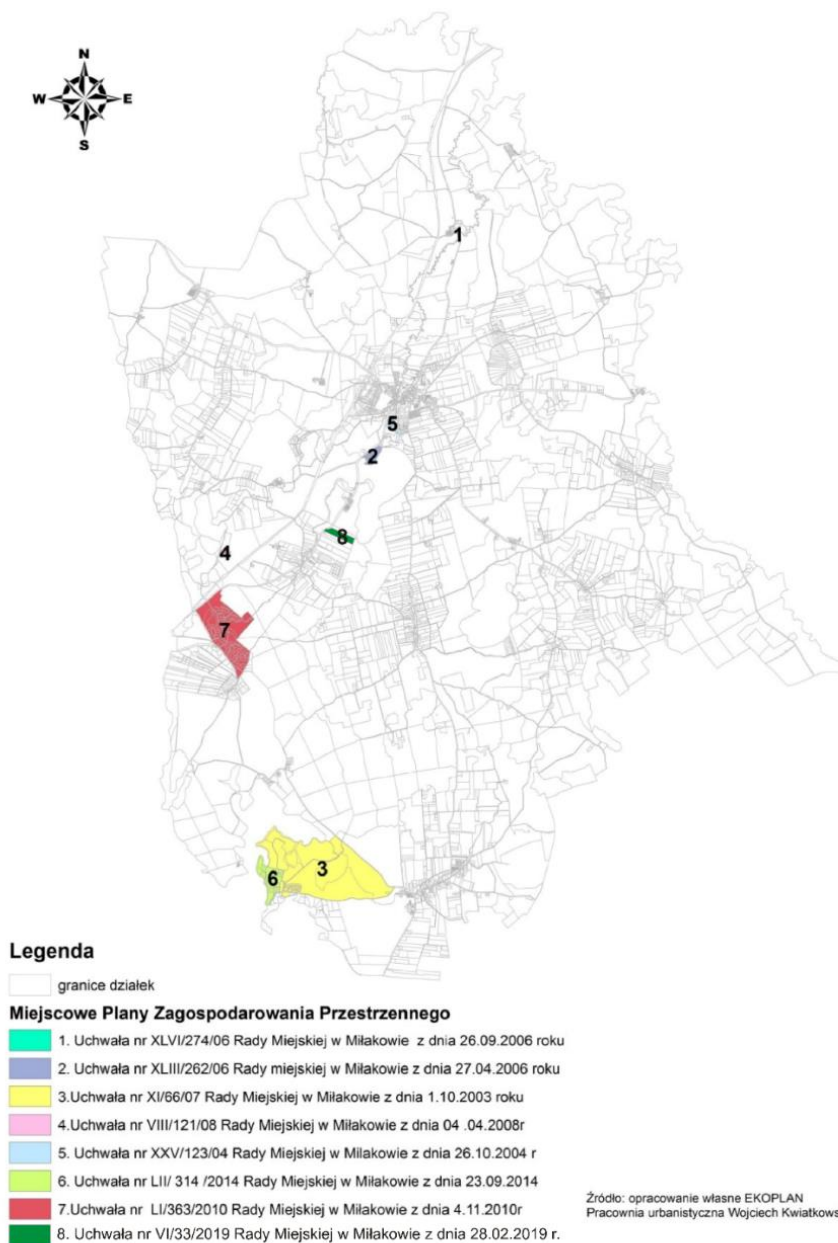 N
W E
S
1
5
2
8
4
7
3
6
Legenda
granice działek
Miejscowe Plany Zagospodarowania Przestrzennego
1. Uchwała nr XLVI/274/06 Rady Miejskiej w Miłakowie z dnia 26.09.2006 roku
2. Uchwała nr XLIII/262/06 Rady miejskiej w Miłakowie z dnia 27.04.2006 roku
3.Uchwała nr XI/66/07 Rady Miejskiej w Miłakowie z dnia 1.10.2003 roku
4.Uchwała nr VIII/121/08 Rady Miejskiej w Miłakowie z dnia 04 .04.2008r
5. Uchwała nr XXV/123/04 Rady Miejskiej w Milakowie z dnia 26.10.2004 r
6. Uchwała nr LII/ 314 /2014 Rady Miejskiej w Miłakowie z dnia 23.09.2014
7.Uchwała nr LI/363/2010 Rady Miejskiej w Miłakowie z dnia 4.11.2010r
8. Uchwała nr VI/33/2019 Rady Miejskiej w Miłakowie z dnia 28.02.2019 r.
Źródło: opracowanie własne EKOPLAN
Pracownia urbanistyczna Wojciech Kwiatkows